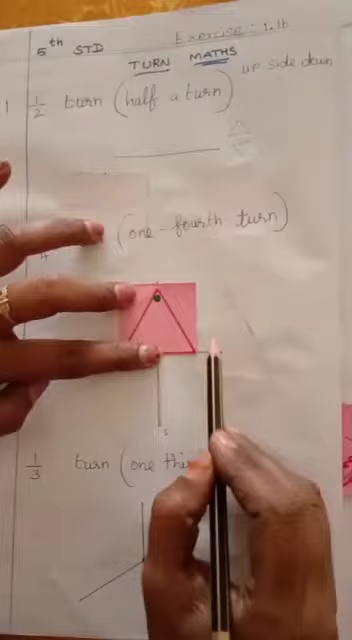 Exercise - 1.1b
5th STD
TURN MATHS
1 1/2 turn (half a turn) up side down
(one-fourth turn)
1/3 turn (one